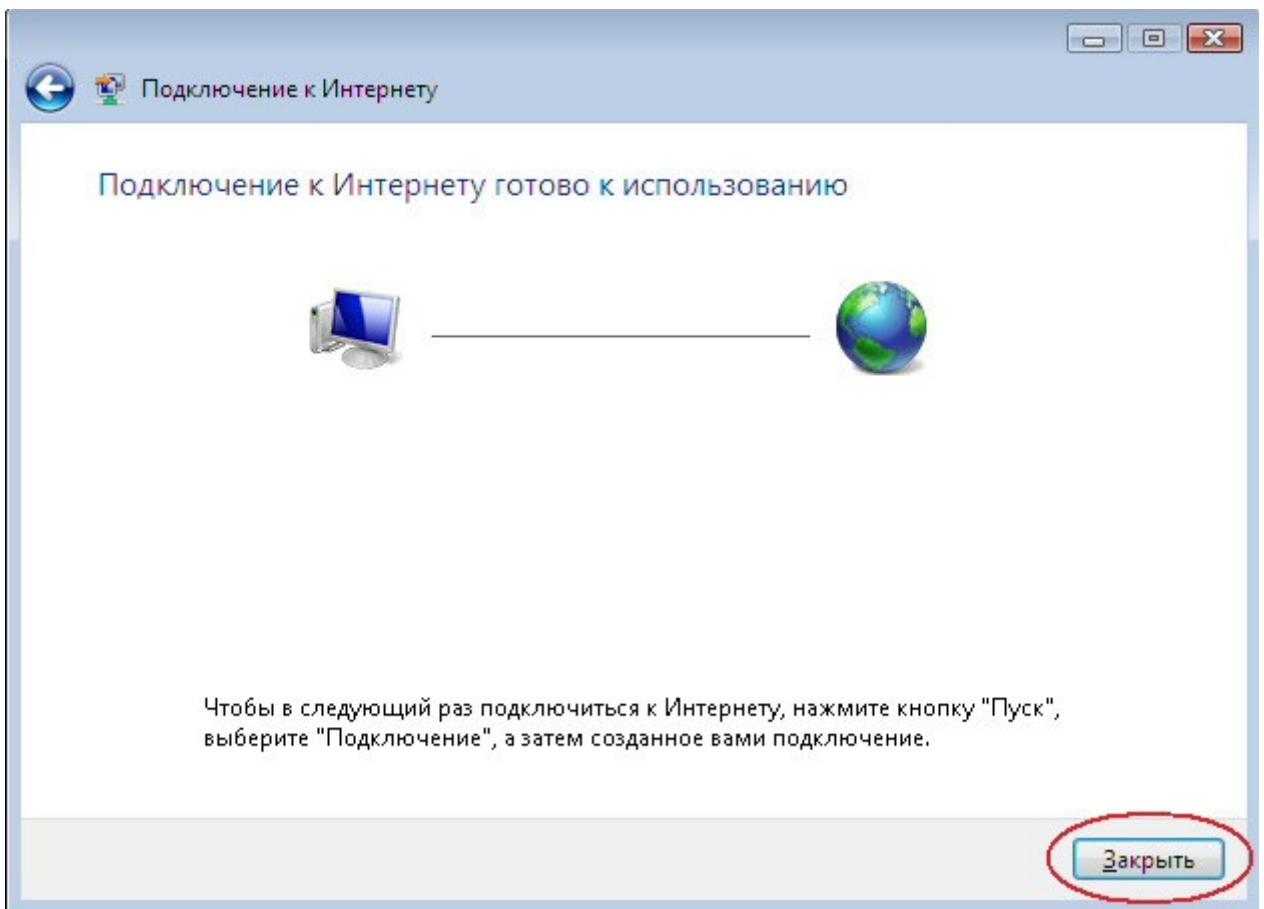 Подключение к Интернету
Подключение к Интернету готово к использованию
Чтобы в следующий раз подключиться к Интернету, нажмите кнопку "Пуск",
выберите "Подключение", а затем созданное вами подключение.
Закрыть